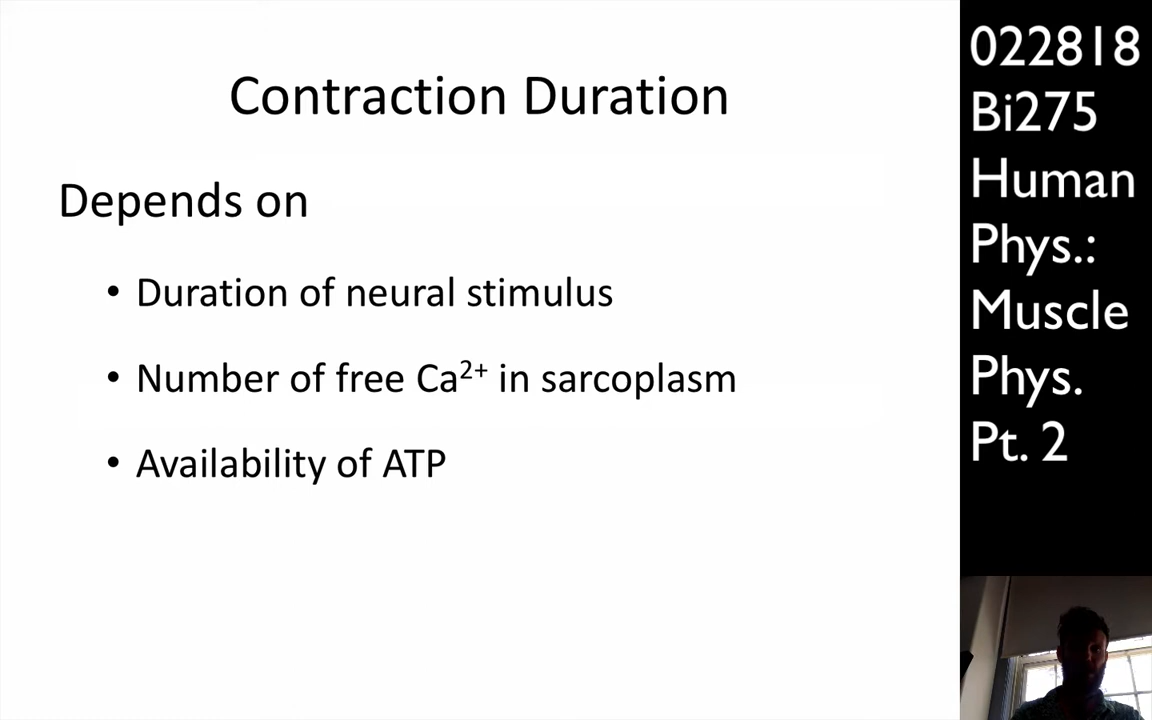 Contraction Duration
Depends on
• Duration of neural stimulus
• Number of free Ca²⁺ in sarcoplasm
• Availability of ATP
022818
Bi275
Human
Phys.:
Muscle
Phys.
Pt. 2